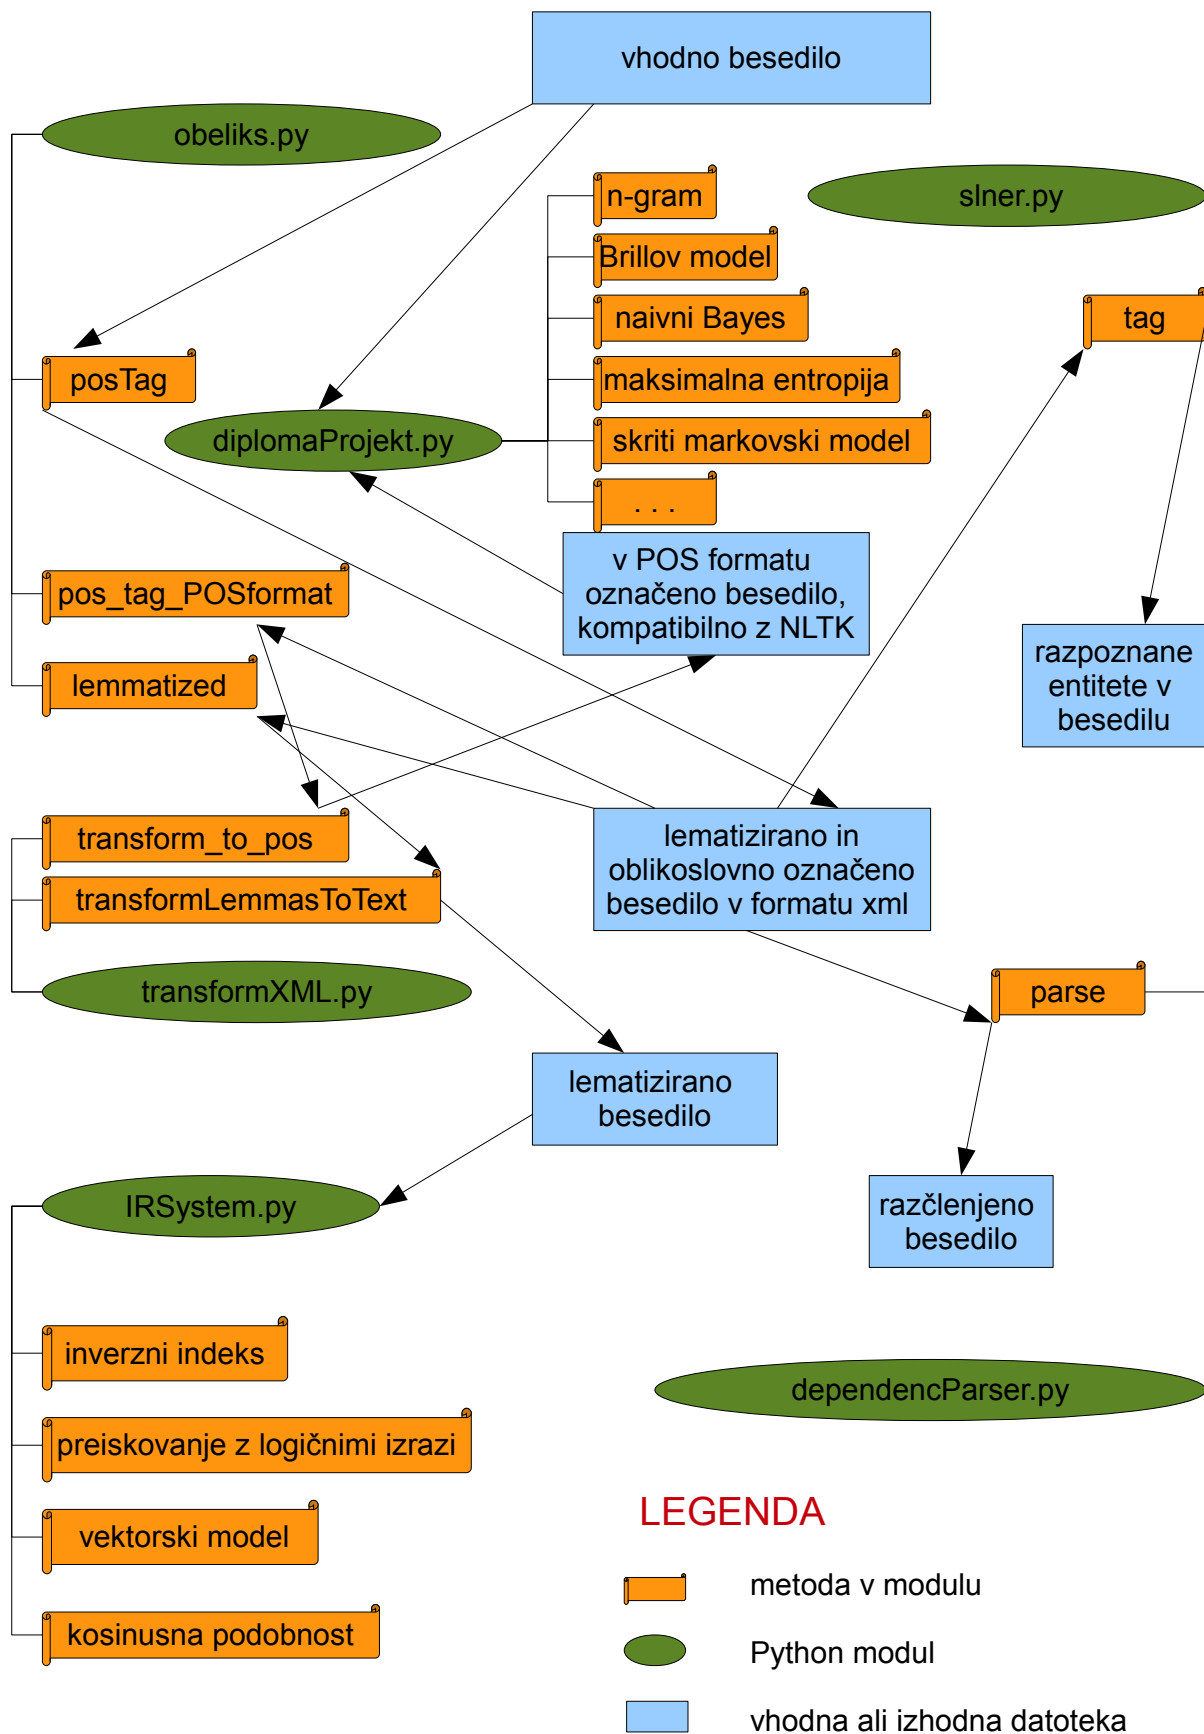 vhodno besedilo
obeliks.py
n-gram
slner.py
Brillov model
naivni Bayes
tag
posTag
maksimalna entropija
diplomaProjekt.py
skriti markovski model
. . .
v POS formatu
označeno besedilo,
kompatibilno z NLTK
pos_tag_POSformat
lemmatized
razpoznane
entitete v
besedilu
transform_to_pos
lematizirano in
oblikoslovno označeno
besedilo v formatu xml
transformLemmasToText
transformXML.py
parse
lematizirano
besedilo
IRSystem.py
razčlenjeno
besedilo
inverzni indeks
dependencParser.py
preiskovanje z logičnimi izrazi
vektorski model
kosinusna podobnost
LEGENDA
metoda v modulu
Python modul
vhodna ali izhodna datoteka